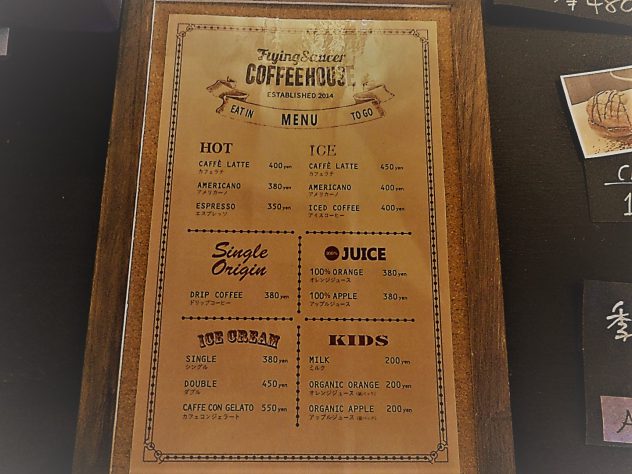 Flying Saucer
COFFEEHOUSE
ESTABLISHED 2014
EAT IN MENU TO GO
HOT
CAFFÈ LATTE 400yen
カフェラテ
AMERICANO 380yen
アメリカーノ
ESPRESSO 350yen
エスプレッソ
ICE
CAFFÈ LATTE 450yen
カフェラテ
AMERICANO 400yen
アメリカーノ
ICED COFFEE 400yen
アイスコーヒー
Single
Origin
DRIP COFFEE 380yen
ドリップコーヒー
100% JUICE
100% ORANGE 380yen
オレンジジュース
100% APPLE 380yen
アップルジュース
ICE CREAM
SINGLE 380yen
シングル
DOUBLE 450yen
ダブル
CAFFE CON GELATO 550yen
カフェコンジェラート
KIDS
MILK 200yen
ミルク
ORGANIC ORANGE 200yen
オレンジジュース
ORGANIC APPLE 200yen
アップルジュース
¥480
季